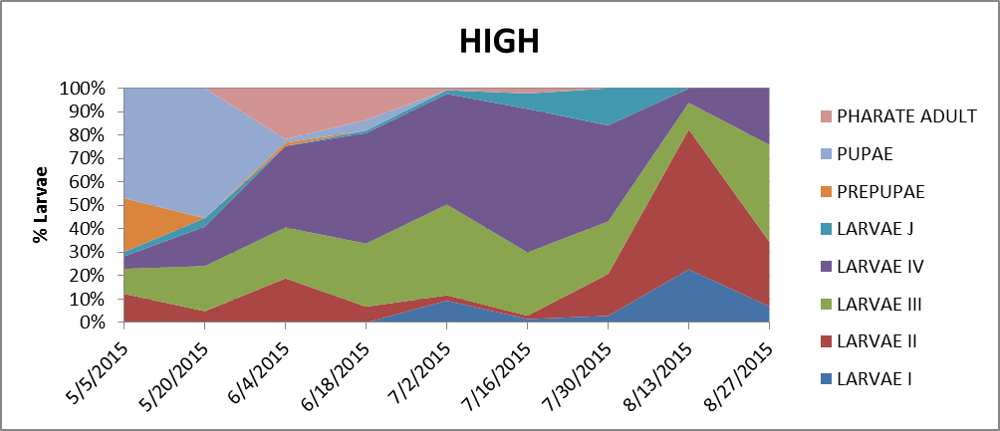 HIGH
100%
90%
80%
70%
60%
50%
40%
30%
20%
10%
0%
% Larvae
5/5/2015
5/20/2015
6/4/2015
6/18/2015
7/2/2015
7/16/2015
7/30/2015
8/13/2015
8/27/2015
PHARATE ADULT
PUPAE
PREPUPAE
LARVAE J
LARVAE IV
LARVAE III
LARVAE II
LARVAE I